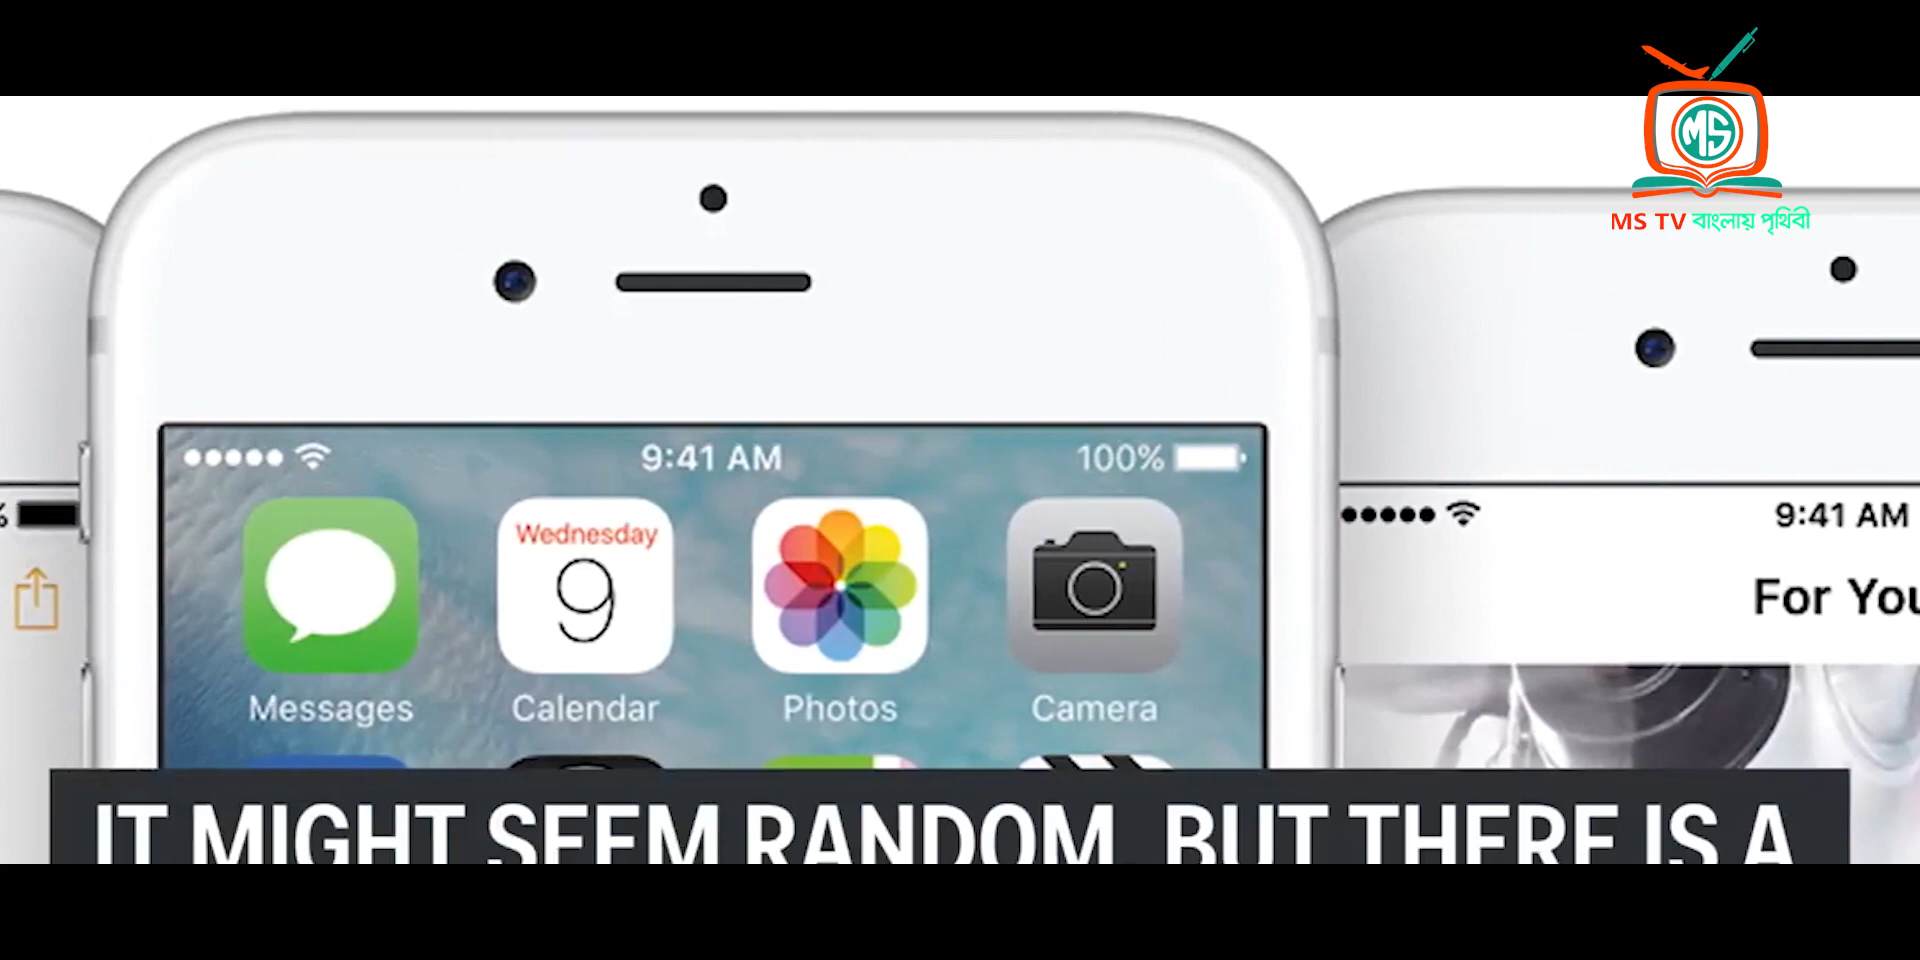 MS
MS TV বাংলায় পৃথিবী
9:41 AM
100%
Wednesday
9
Messages
Calendar
Photos
Camera
%
9:41 AM
For You
IT MIGHT SEEM RANDOM, BUT THERE IS A